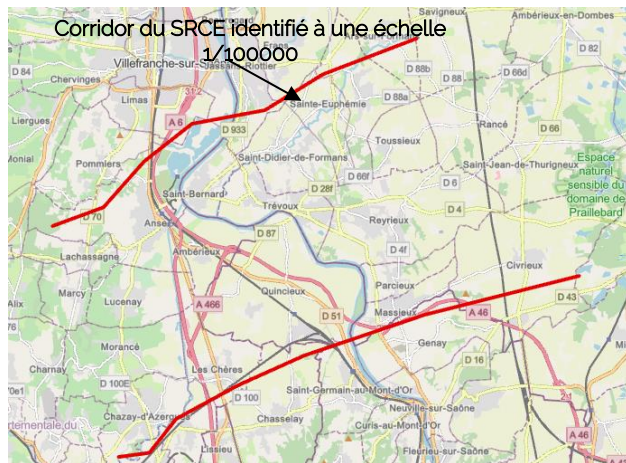 Savigneux
Ambérieux-en-Dombes
Corridor du SRCE identifié à une échelle
1/100000
D 82
Villefranche-sur-
D 84
Chervinges
D 88b
D 88
D 66d
Limas
31.2
Sainte-Euphémie
D 88a
Liergues
A 6
D 933
Rancé
D 66
Toussieux
Pommiers
Saint-Didier-de-Formans
Saint-Jean-de-Thurigneux
Espace
naturel
sensible du
domaine de
Praillebard
D 66f
D 6
Saint-Bernard
D 28f
Trévoux
D 4
D 70
Anse
Reyrieux
D 87
Ambérieux
D 4f
Lachassagne
Civrieux
Marcy
Quincieux
Parcieux
D 43
Lucenay
A 466
D 51
Massieux
A 46
Genay
Morancé
D 16
Charnay
Les Chères
D 100E
D 100
Saint-Germain-au-Mont-d'Or
2.1
Neuville-sur-Saône
Chazay-d'Azergues
Chasselay
Curis-au-Mont-d'Or
A 46
Lissieu
Fleurieu-sur-Saône